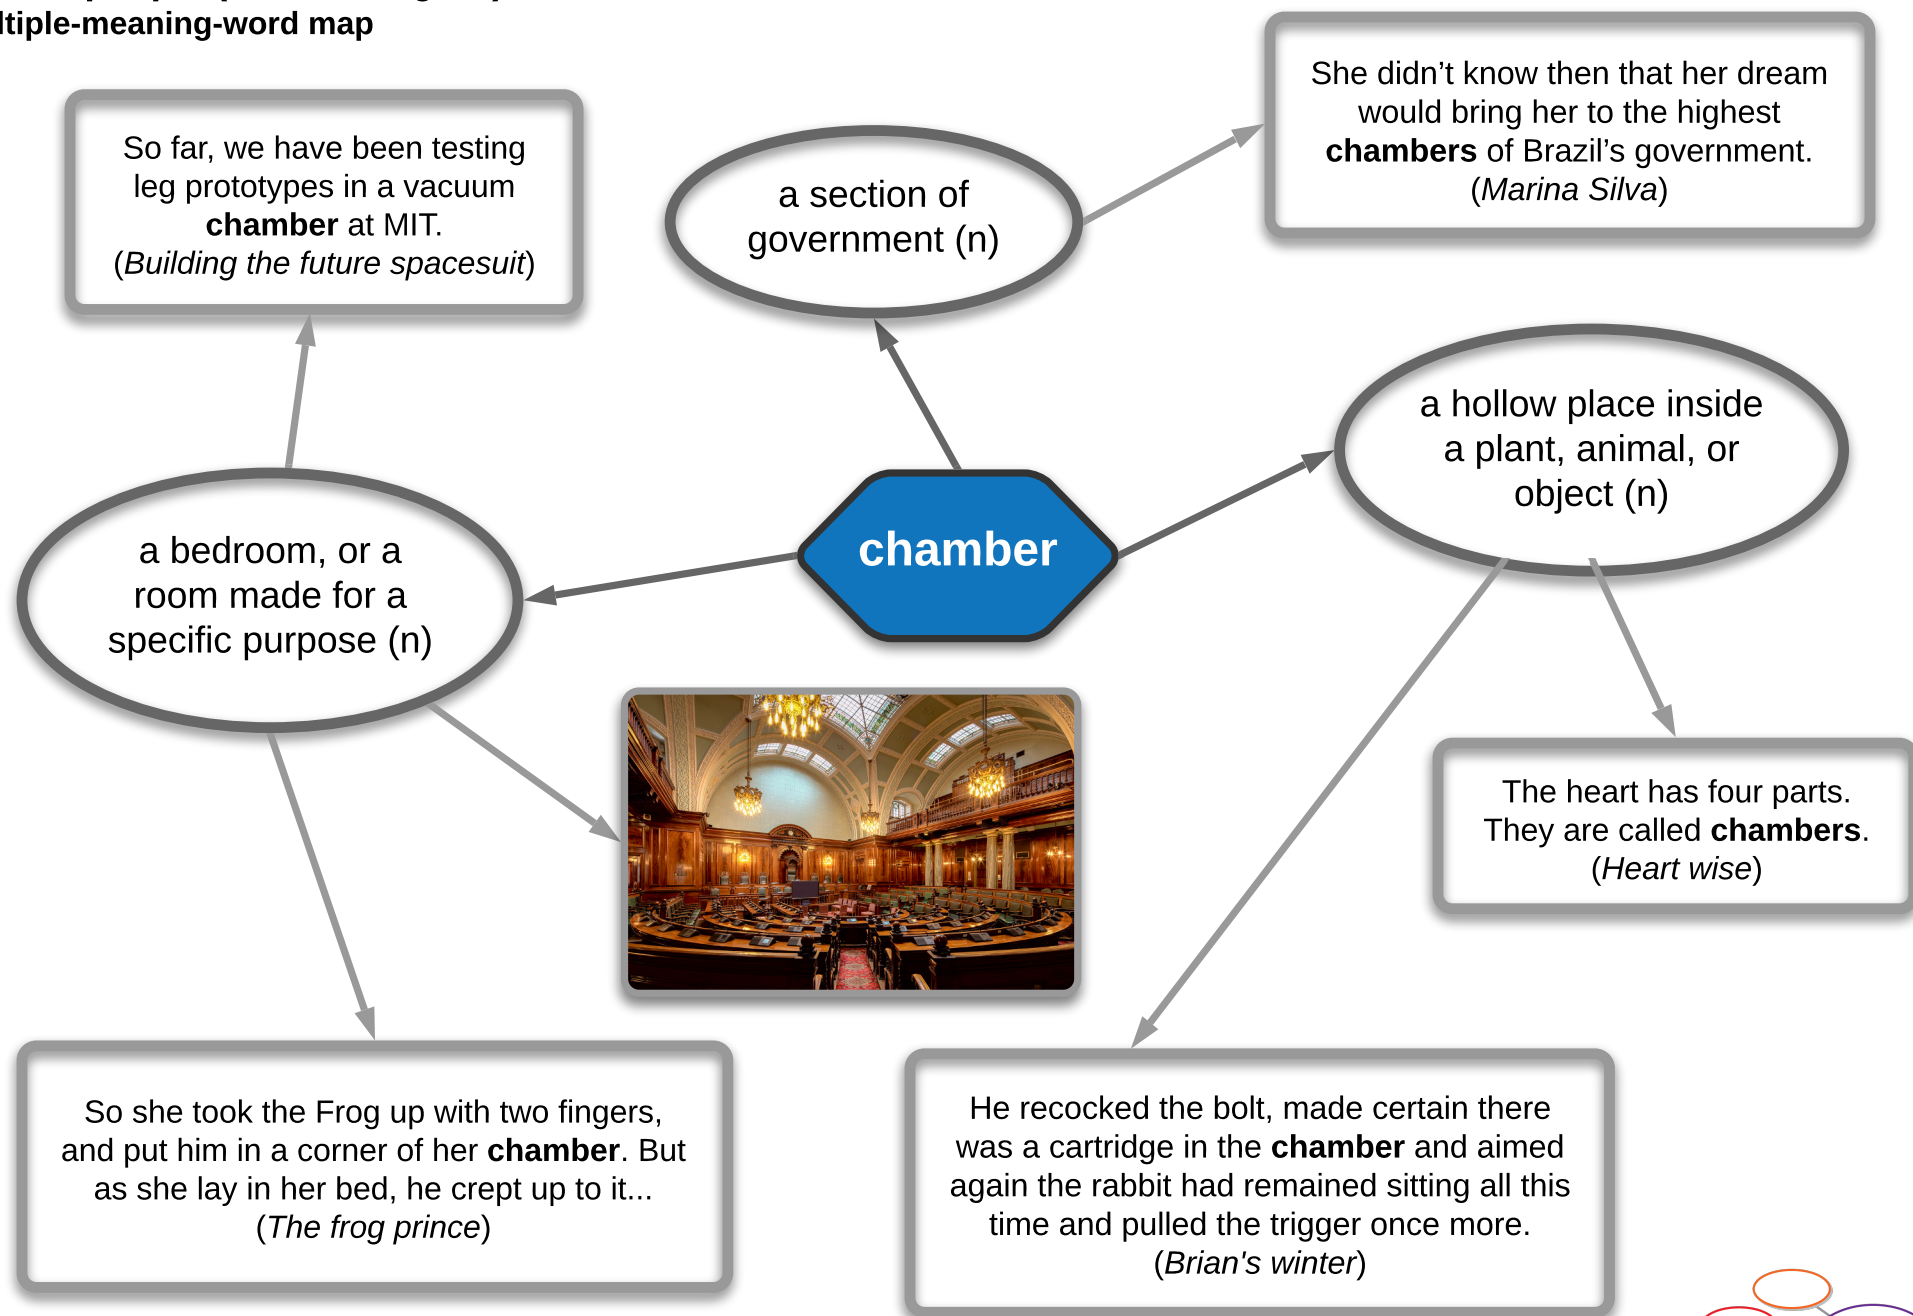 ltiple-meaning-word map
She didn’t know then that her dream
would bring her to the highest
chambers of Brazil’s government.
(Marina Silva)
So far, we have been testing
leg prototypes in a vacuum
chamber at MIT.
(Building the future spacesuit)
a section of
government (n)
a hollow place inside
a plant, animal, or
object (n)
chamber
a bedroom, or a
room made for a
specific purpose (n)
The heart has four parts.
They are called chambers.
(Heart wise)
So she took the Frog up with two fingers,
and put him in a corner of her chamber. But
as she lay in her bed, he crept up to it...
(The frog prince)
He recocked the bolt, made certain there
was a cartridge in the chamber and aimed
again the rabbit had remained sitting all this
time and pulled the trigger once more.
(Brian's winter)